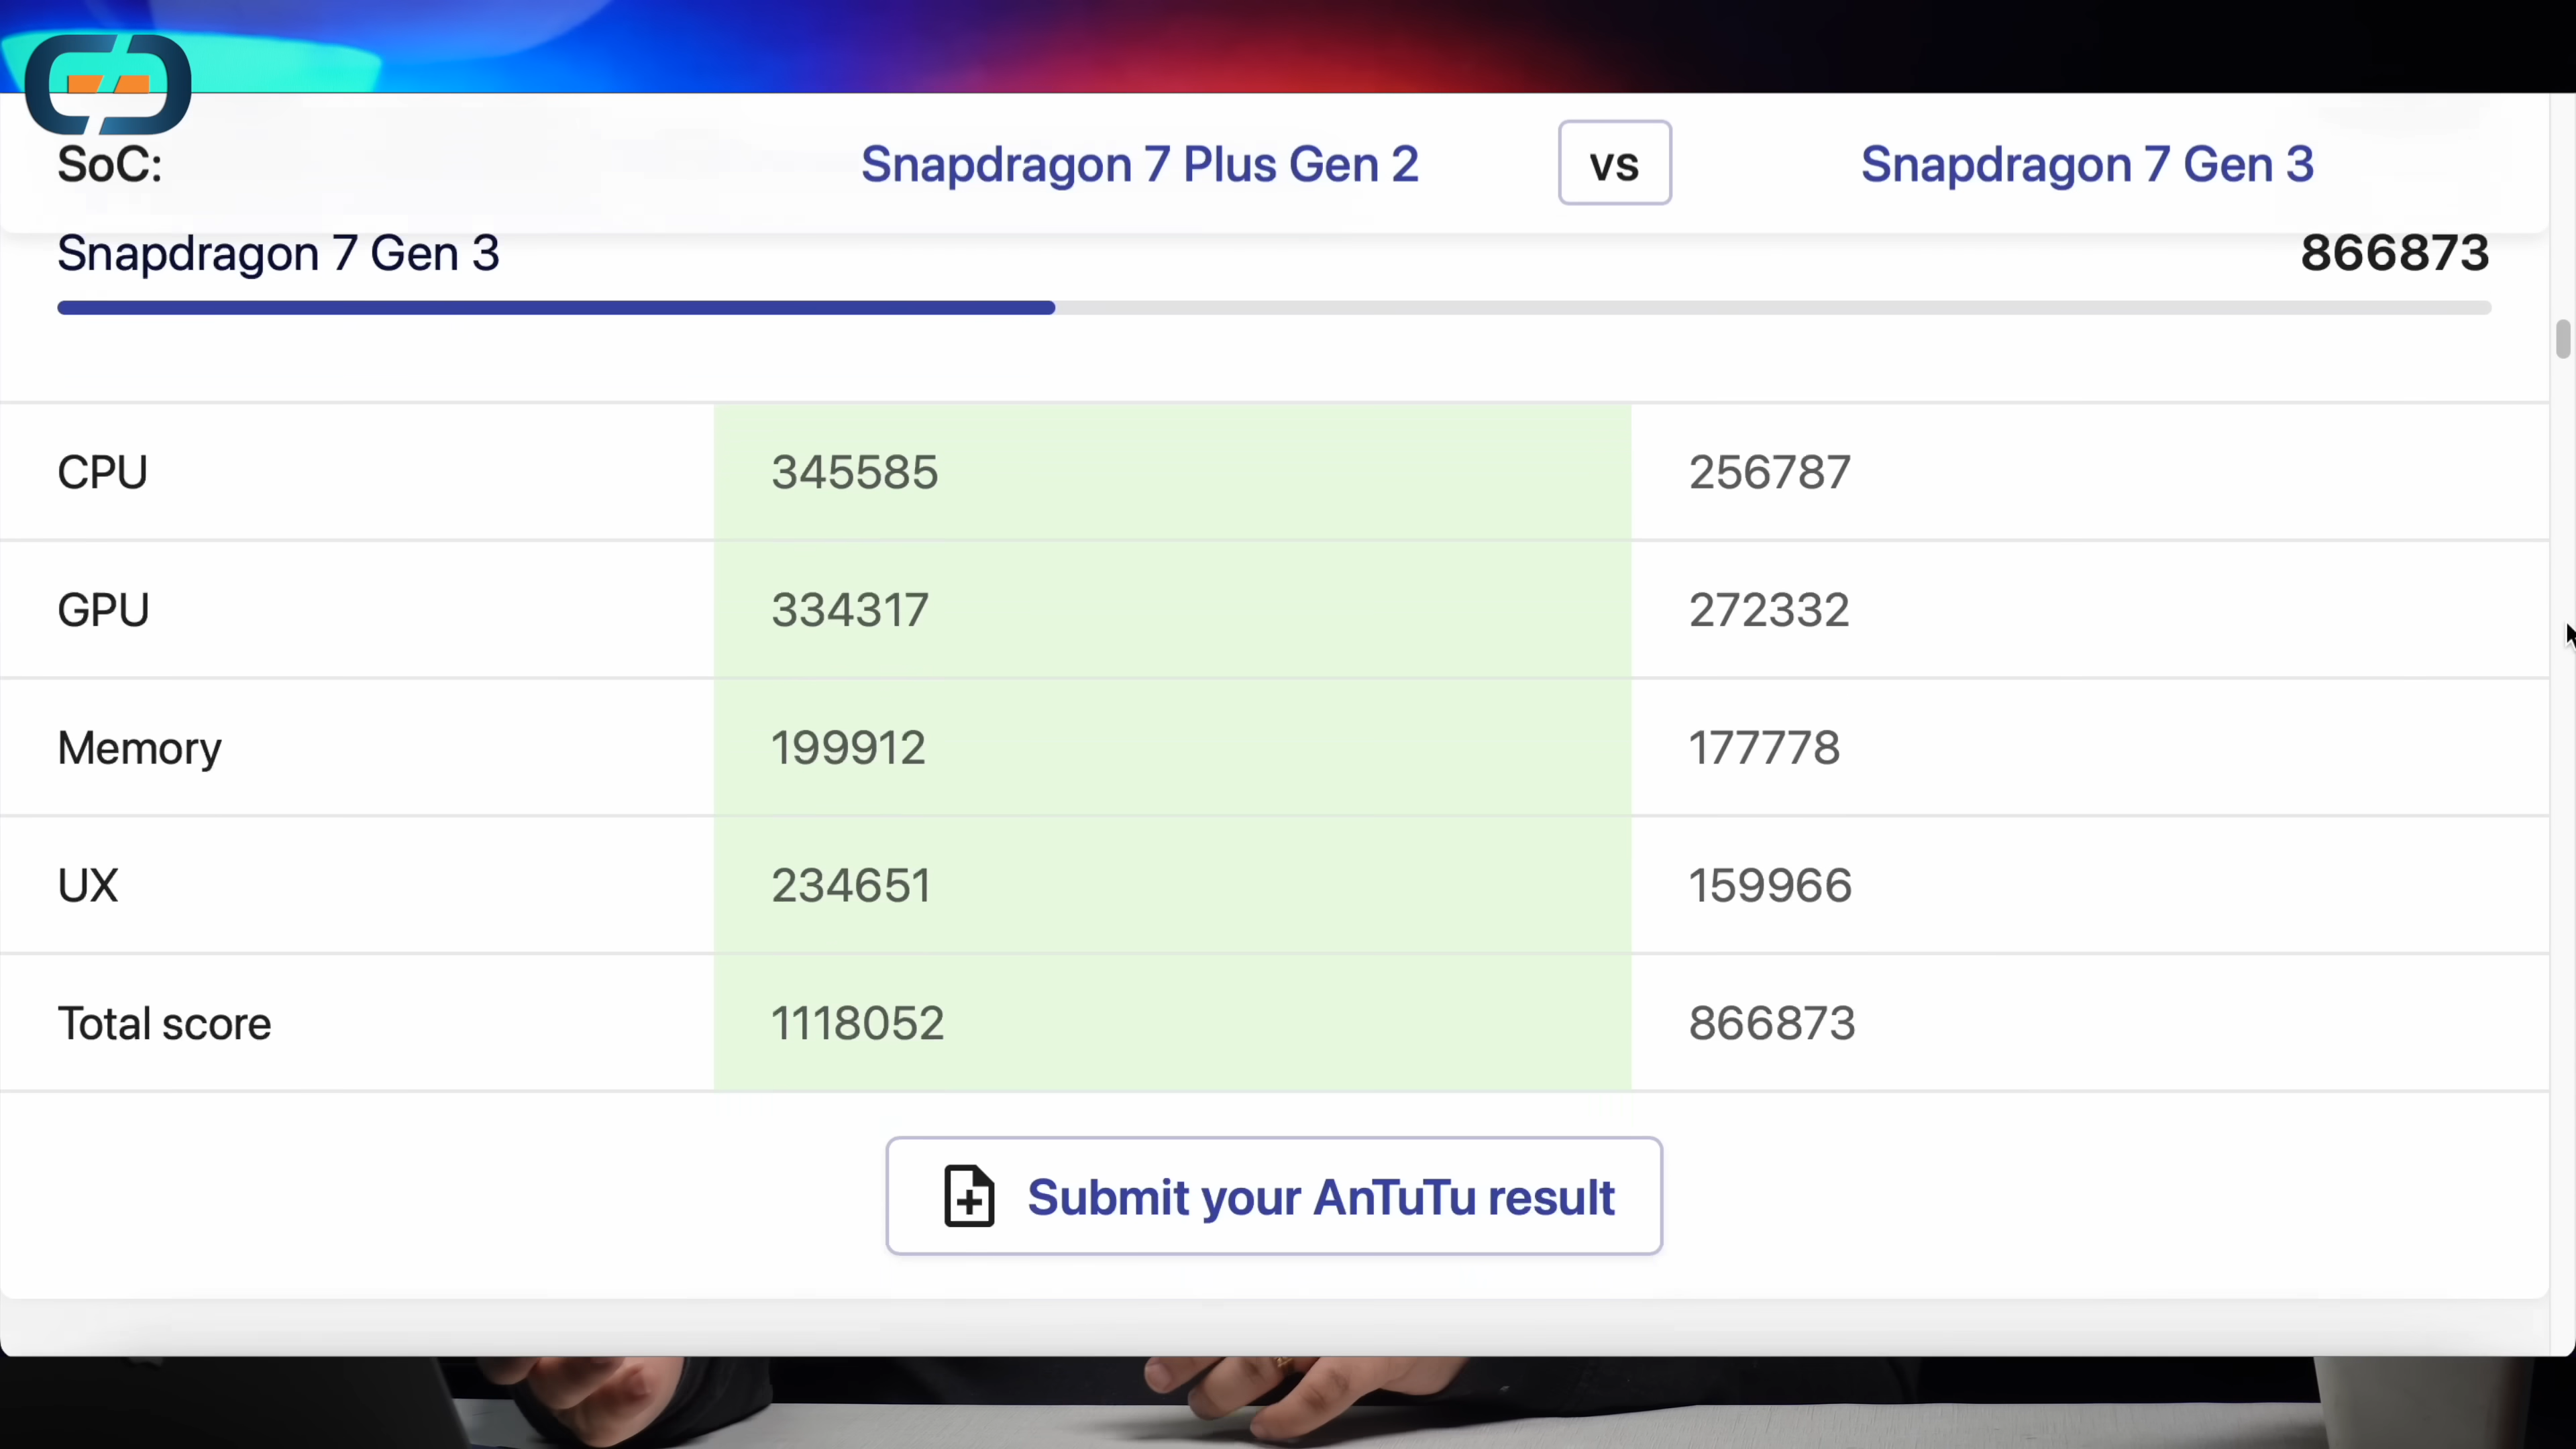 SoC: Snapdragon 7 Plus Gen 2 vs Snapdragon 7 Gen 3
Snapdragon 7 Gen 3 866873
CPU 345585 256787
GPU 334317 272332
Memory 199912 177778
UX 234651 159966
Total score 1118052 866873
Submit your AnTuTu result